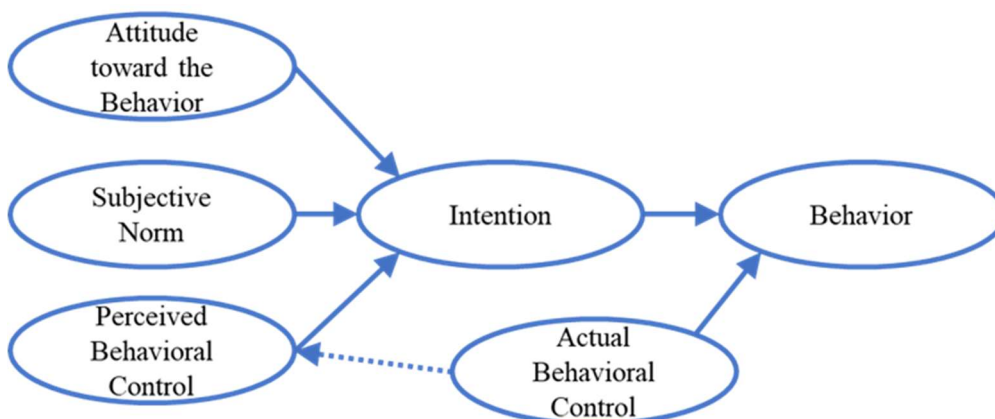 Attitude
toward the
Behavior
Subjective
Norm
Intention
Behavior
Perceived
Behavioral
Control
Actual
Behavioral
Control